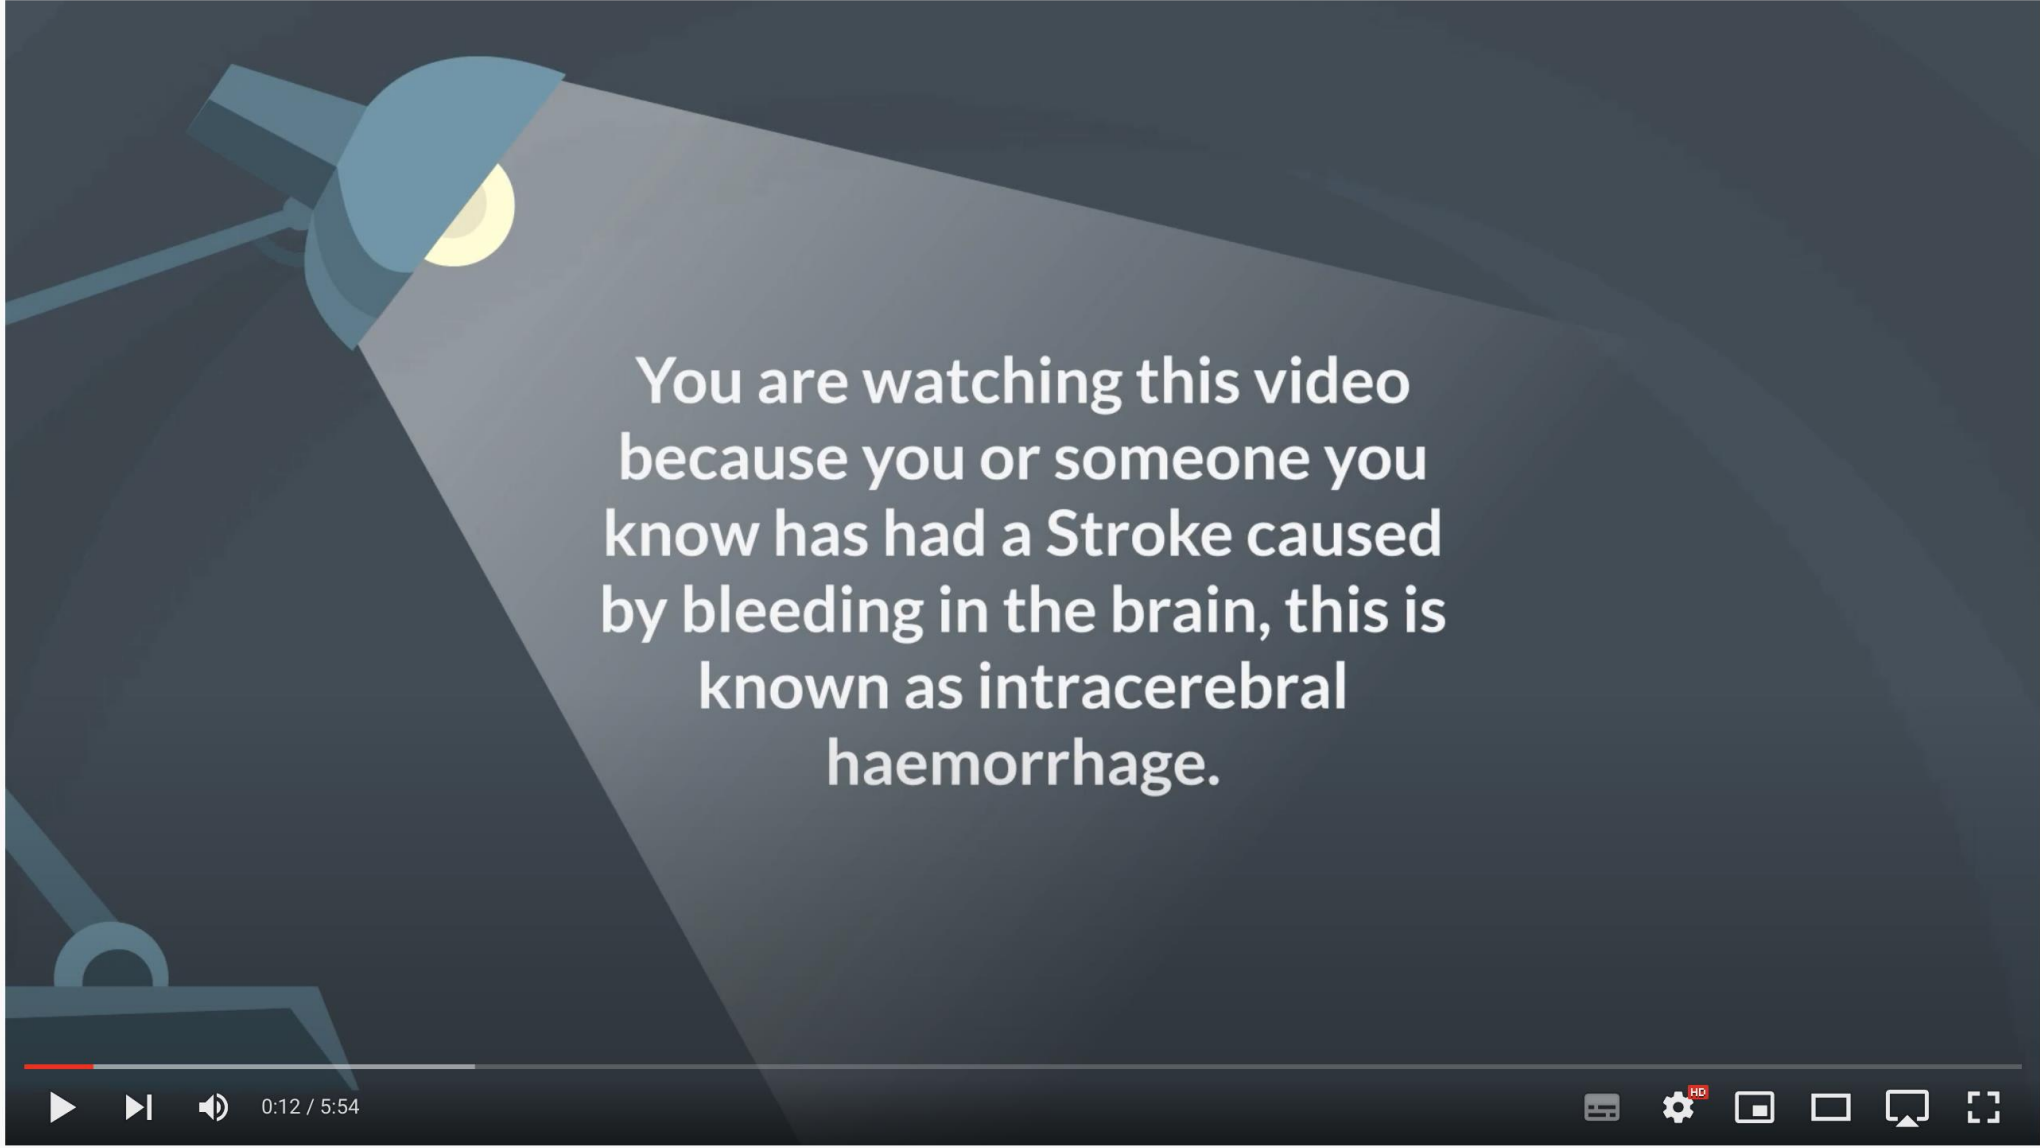 You are watching this video
because you or someone you
know has had a Stroke caused
by bleeding in the brain, this is
known as intracerebral
haemorrhage.
0:12 / 5:54
HD